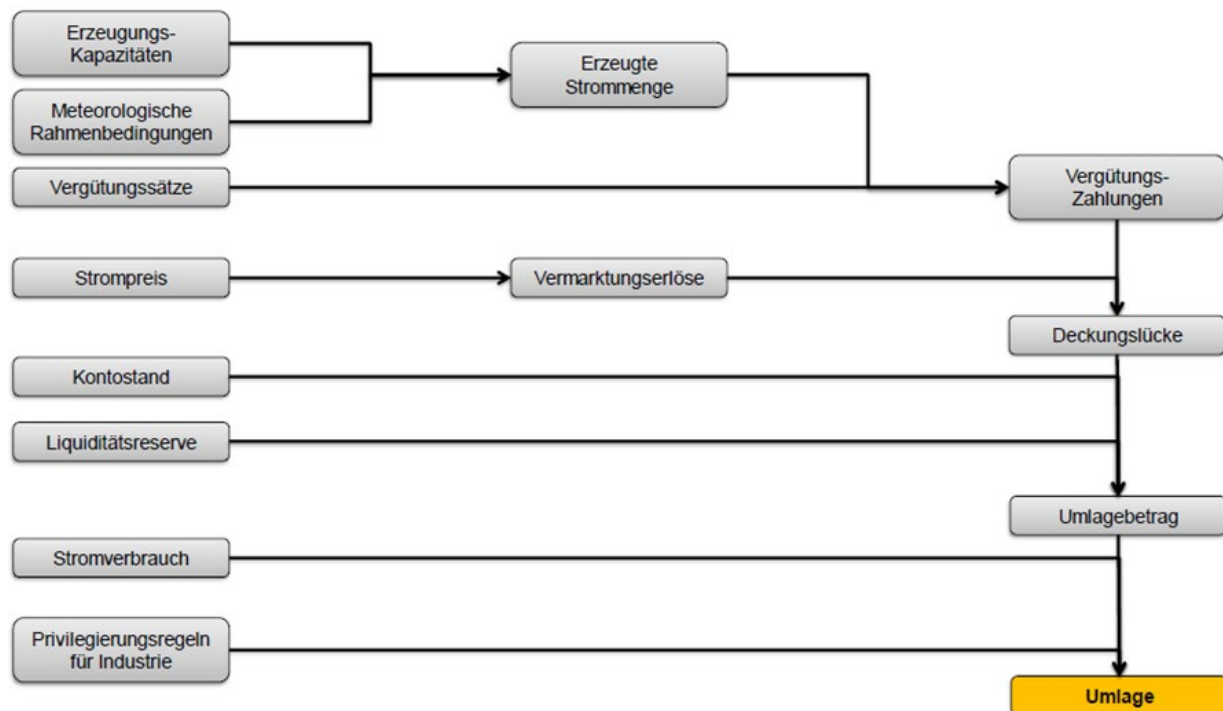 Erzeugungs-
Kapazitäten
Erzeugte
Strommenge
Meteorologische
Rahmenbedingungen
Vergütungssätze
Vergütungs-
Zahlungen
Strompreis
Vermarktungserlöse
Deckungslücke
Kontostand
Liquiditätsreserve
Umlagebetrag
Stromverbrauch
Privilegierungsregeln
für Industrie
Umlage